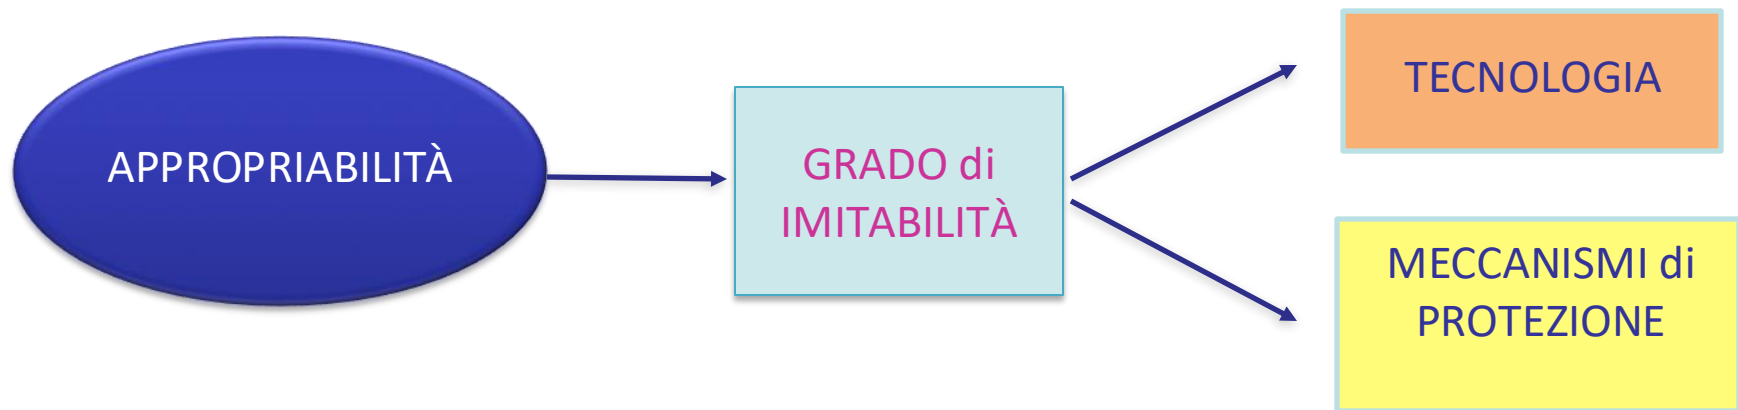 APPROPRIABILITÀ
GRADO di
IMITABILITÀ
TECNOLOGIA
MECCANISMI di
PROTEZIONE